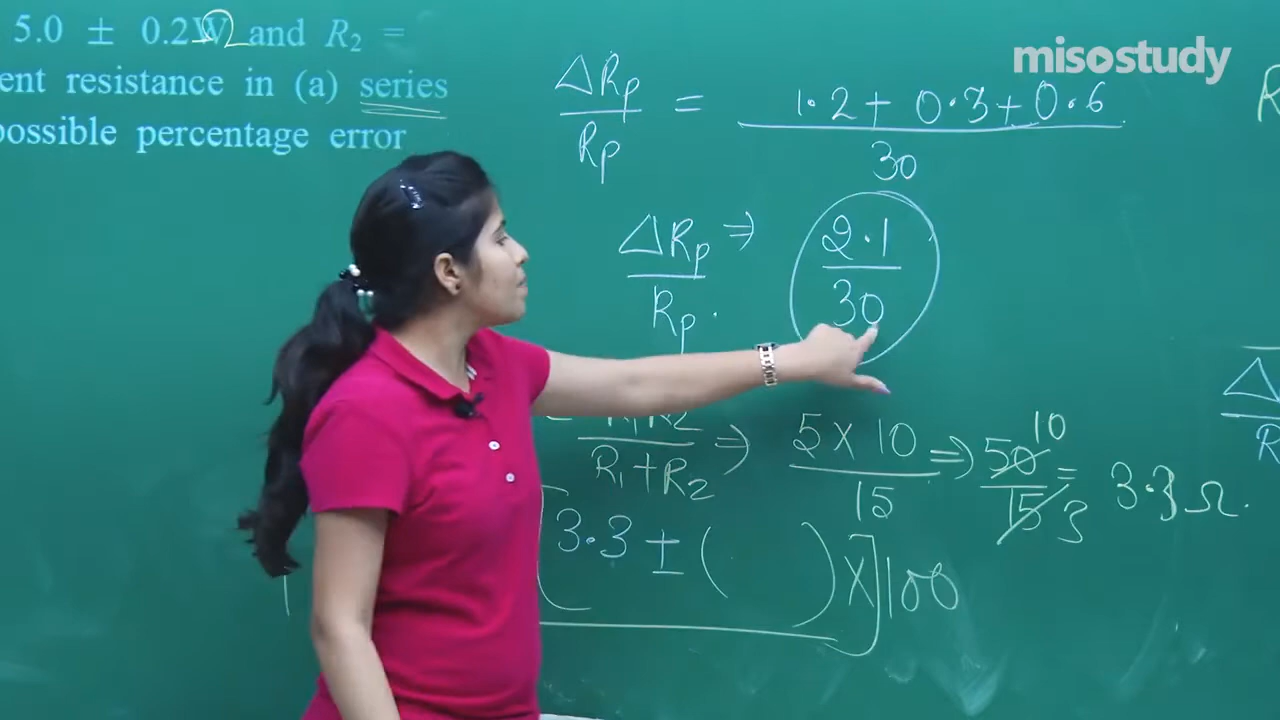 5.0 ± 0.2 Ω and R₂ =
ent resistance in (a) series
possible percentage error
misostudy
ΔRp / Rp = 1.2 + 0.3 + 0.6 / 30
ΔRp / Rp . ⇒ 2.1 / 30
R₁R₂ / R₁+R₂ ⇒ 5 × 10 / 15 ⇒ 50 10 / 15 3 = 3.3 Ω.
[3.3 ± ( ) ×] 100
R
Δ
R